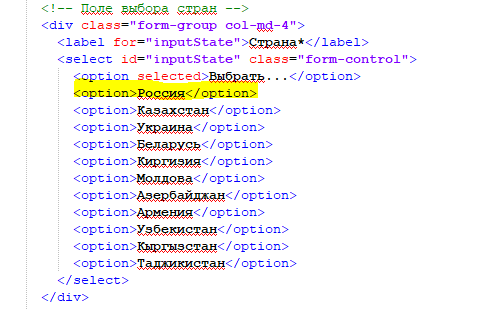 <!-- Поле выбора стран -->
<div class="form-group col-md-4">
<label for="inputState">Страна*</label>
<select id="inputState" class="form-control">
<option selected>Выбрать...</option>
<option>Россия</option>
<option>Казахстан</option>
<option>Украина</option>
<option>Беларусь</option>
<option>Киргизия</option>
<option>Молдова</option>
<option>Азербайджан</option>
<option>Армения</option>
<option>Узбекистан</option>
<option>Кыргызстан</option>
<option>Таджикистан</option>
</select>
</div>